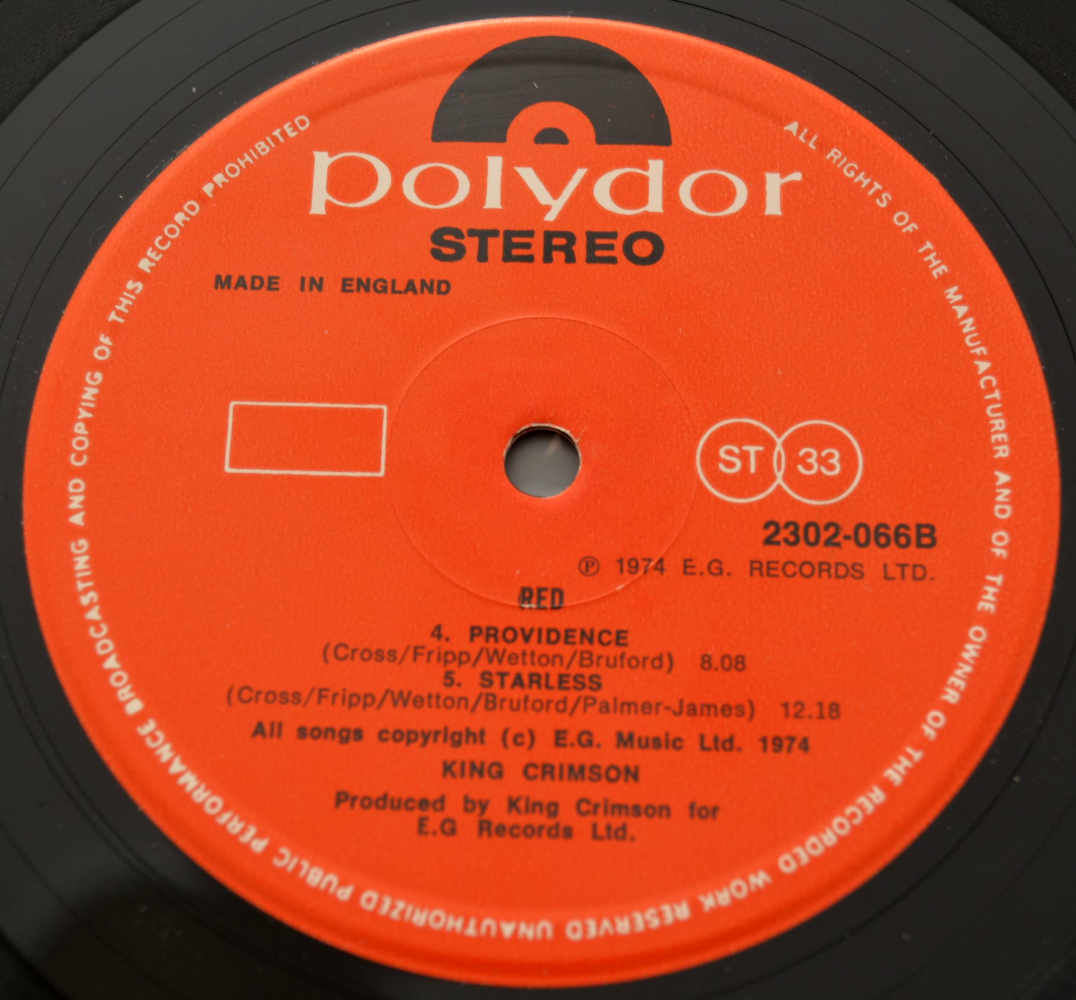 polydor
STEREO
MADE IN ENGLAND
ST 33
2302-066B
℗ 1974 E.G. RECORDS LTD.
RED
4. PROVIDENCE
(Cross/Fripp/Wetton/Bruford) 8.08
5. STARLESS
(Cross/Fripp/Wetton/Bruford/Palmer-James) 12.18
All songs copyright (c) E.G. Music Ltd. 1974
KING CRIMSON
Produced by King Crimson for
E.G Records Ltd.
ALL RIGHTS OF THE MANUFACTURER AND OF THE OWNER OF THE RECORDED WORK RESERVED UNAUTHORIZED PUBLIC PERFORMANCE BROADCASTING AND COPYING OF THIS RECORD PROHIBITED